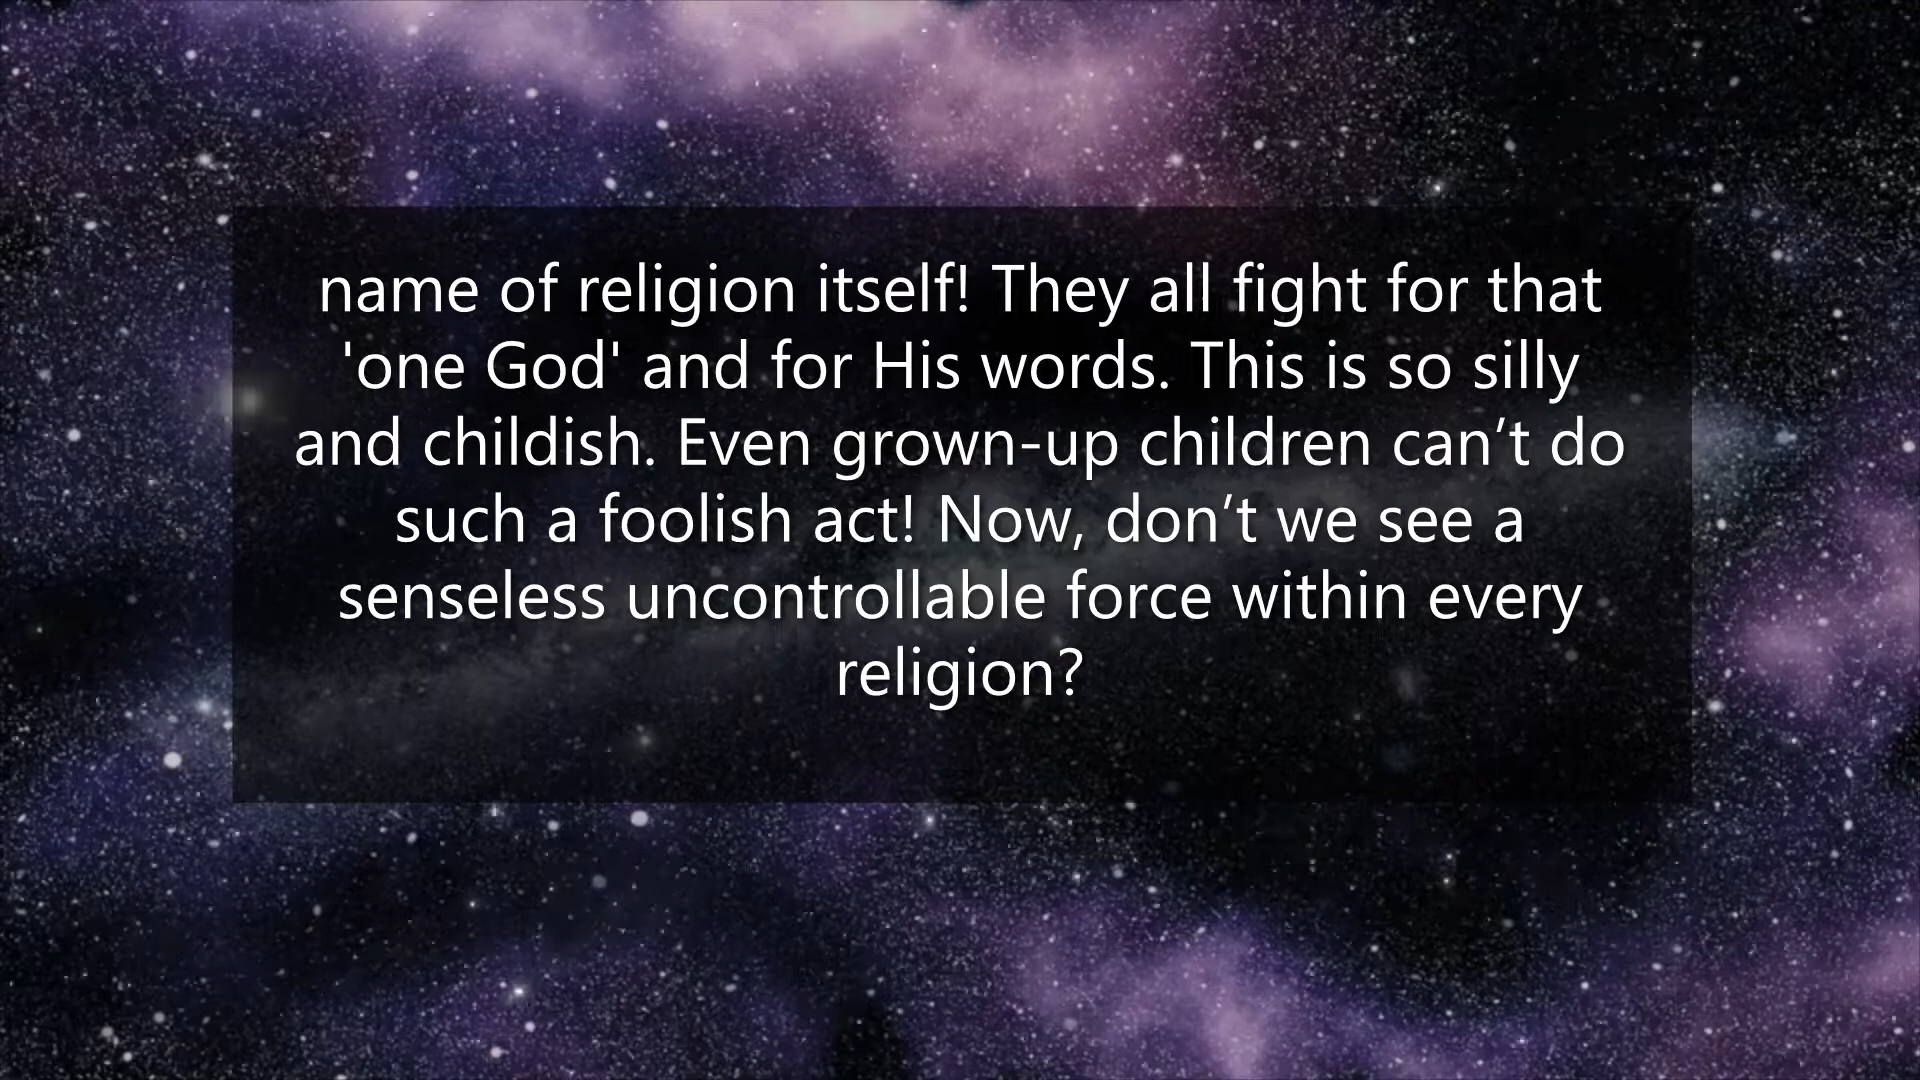 name of religion itself! They all fight for that
'one God' and for His words. This is so silly
and childish. Even grown-up children can’t do
such a foolish act! Now, don’t we see a
senseless uncontrollable force within every
religion?